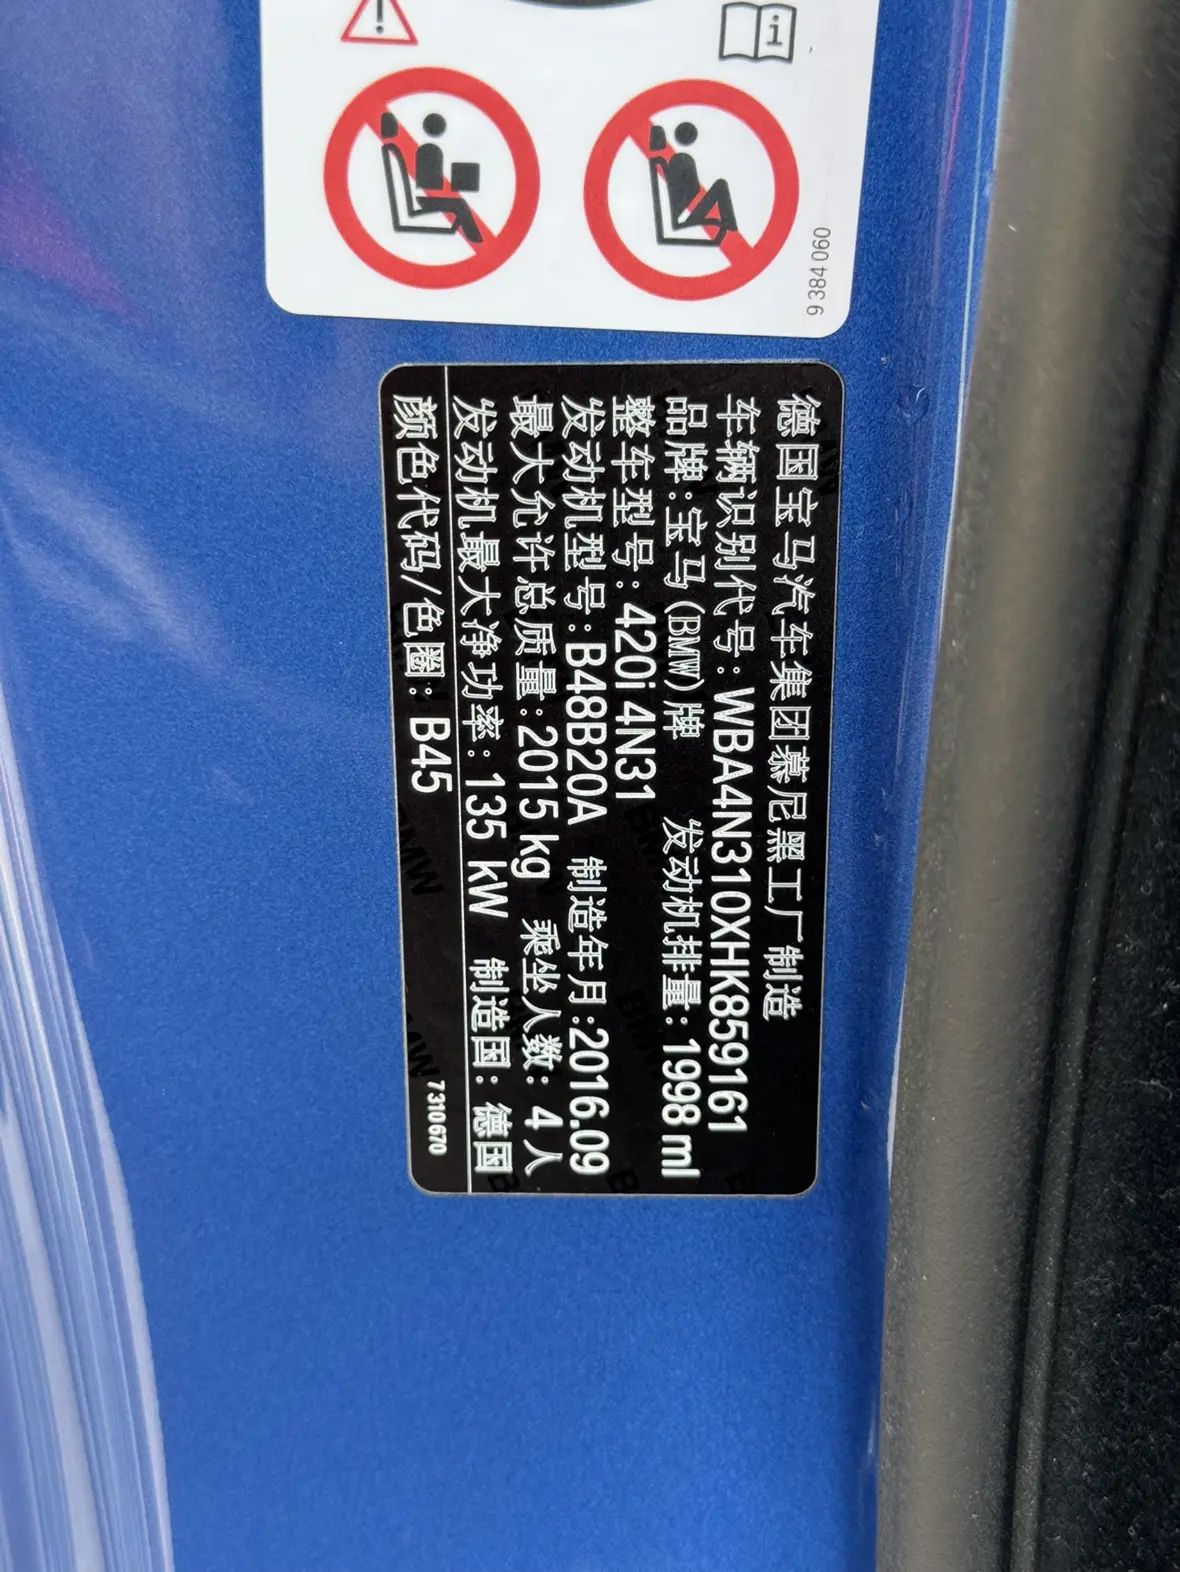 9 384 060
德国宝马汽车集团慕尼黑工厂 制造
车辆识别代号: WBA4N310XHK859161
品牌:宝马(BMW)牌 发动机排量: 1998 ml
整车型号: 420i 4N31
发动机型号: B48B20A 制造年月:2016.09
最大允许总质量: 2015 kg 乘坐人数: 4人
发动机最大净功率: 135 kW 制造国: 德国
颜色代码/色圈: B45
7310670